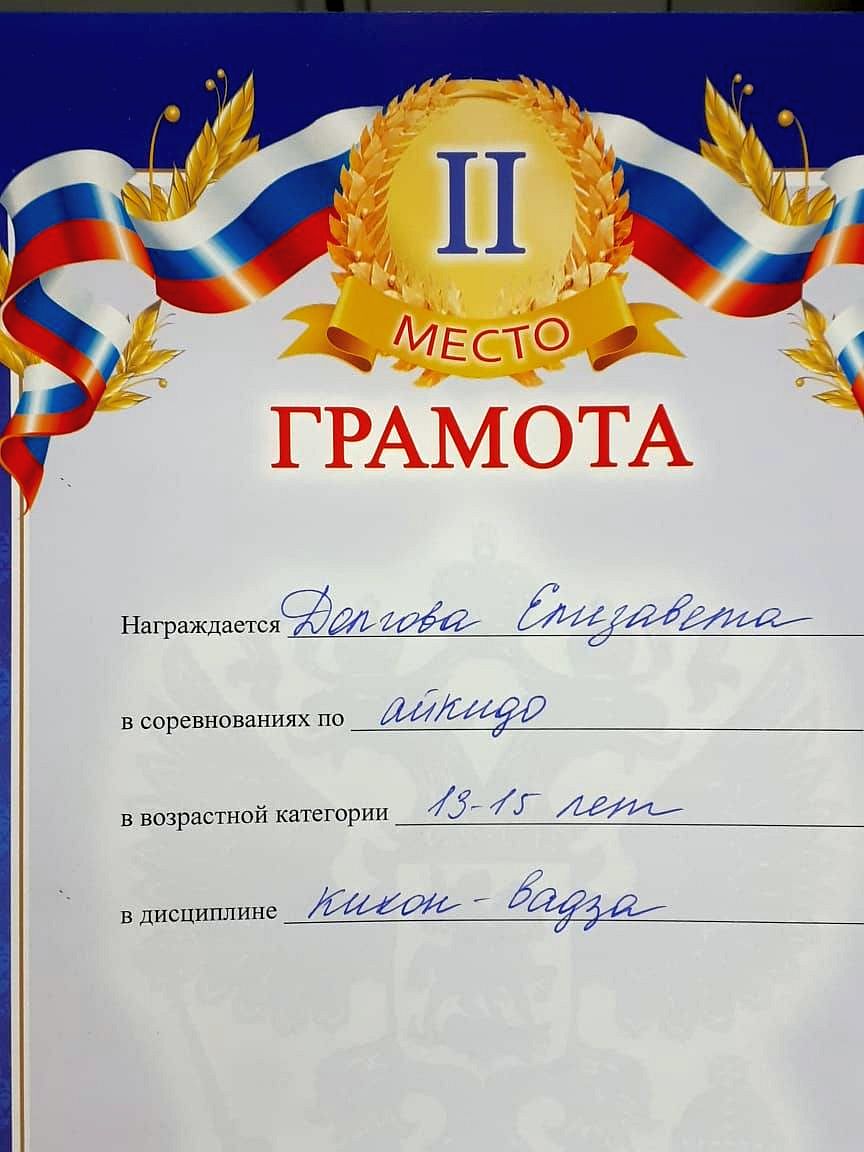 II
МЕСТО
ГРАМОТА
Награждается Долгова Елизавета
в соревнованиях по айкидо
в возрастной категории 13-15 лет
в дисциплине кихон - вадза